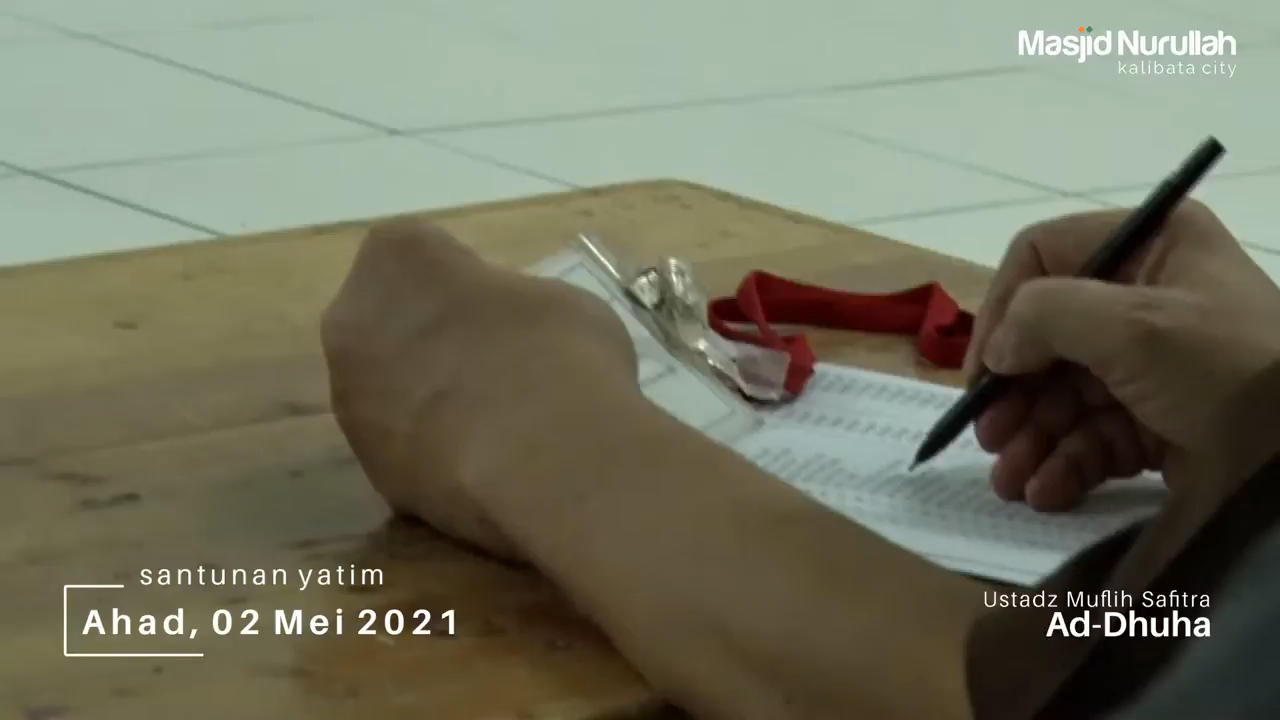 Masjid Nurullah
kalibata city
santunan yatim
Ahad, 02 Mei 2021
Ustadz Muflih Safitra
Ad-Dhuha